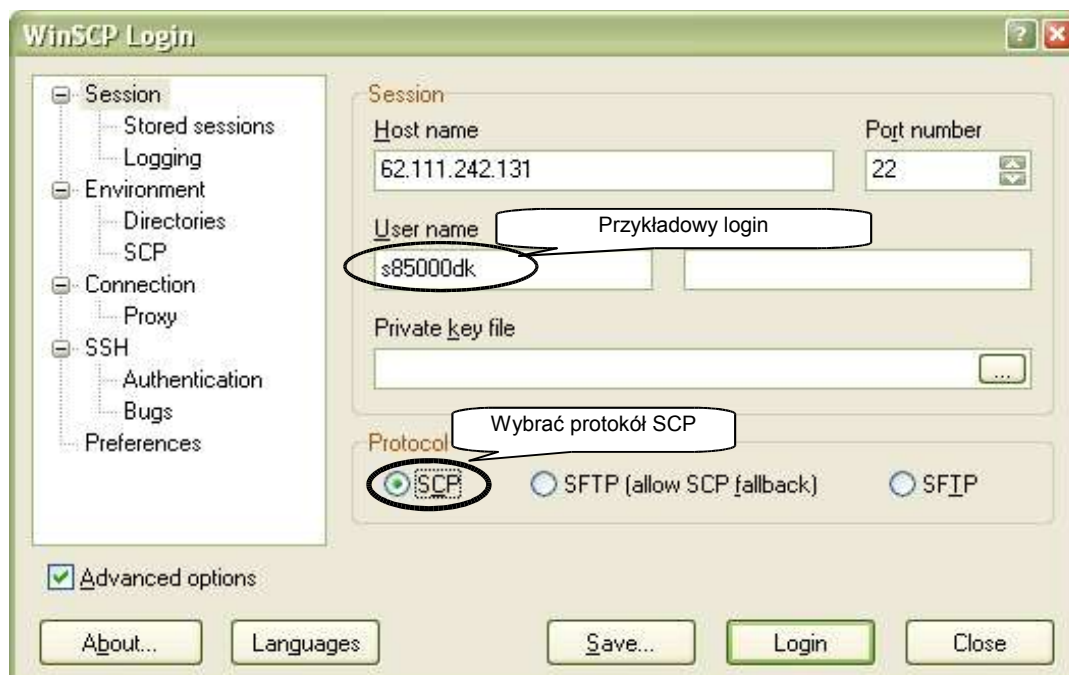 WinSCP Login
Session
Stored sessions
Logging
Environment
Directories
SCP
Connection
Proxy
SSH
Authentication
Bugs
Preferences
Session
Host name Port number
62.111.242.131 22
User name Przykładowy login
s85000dk
Private key file
...
Wybrać protokół SCP
Protocol
SCP SFTP (allow SCP fallback) SFTP
Advanced options
About... Languages Save... Login Close